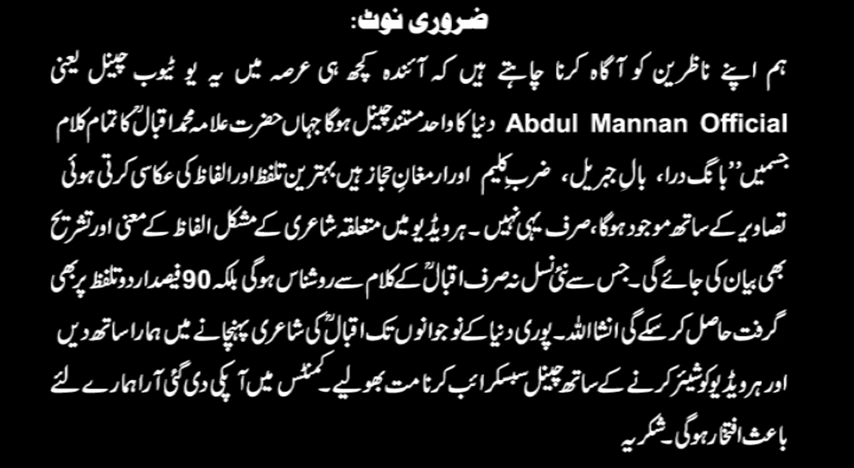 ضروری نوٹ:
ہم اپنے ناظرین کو آگاہ کرنا چاہتے ہیں کہ آئندہ کچھ ہی عرصہ میں یہ یو ٹیوب چینل یعنی
Abdul Mannan Official دنیا کا واحد مستند چینل ہوگا جہاں حضرت علامہ محمد اقبالؒ کا تمام کلام
جسمیں ”بانگ درا، بالِ جبریل، ضربِ کلیم اور ارمغانِ حجاز ہیں بہترین تلفظ اور الفاظ کی عکاسی کرتی ہوئی
تصاویر کے ساتھ موجود ہوگا، صرف یہی نہیں۔ ہر ویڈیو میں متعلقہ شاعری کے مشکل الفاظ کے معنی اور تشریح
بھی بیان کی جائے گی۔ جس سے نئی نسل نہ صرف اقبالؒ کے کلام سے روشناس ہوگی بلکہ 90 فیصد اردو تلفظ پر بھی
گرفت حاصل کر سکے گی انشا اللہ۔ پوری دنیا کے نوجوانوں تک اقبالؒ کی شاعری پہنچانے میں ہمارا ساتھ دیں
اور ہر ویڈیو کو شیئر کرنے کے ساتھ چینل سبسکرائب کرنا مت بھولیے۔ کمنٹس میں آپکی دی گئی آرا ہمارے لئے
باعث افتخار ہوگی۔ شکریہ